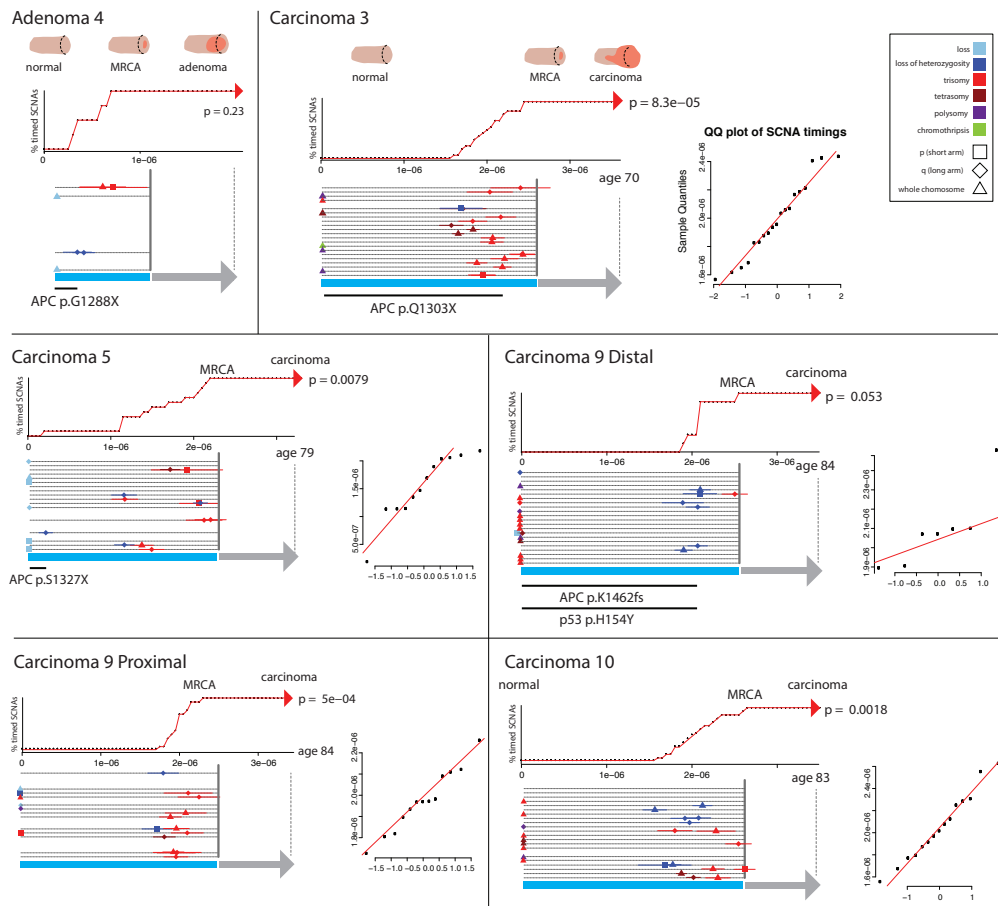 Adenoma 4
normal
MRCA
adenoma
% timed SCNAs
p = 0.23
0
1e-06
APC p.G1288X
Carcinoma 3
normal
MRCA
carcinoma
% timed SCNAs
p = 8.3e-05
0
1e-06
2e-06
3e-06
age 70
APC p.Q1303X
QQ plot of SCNA timings
Sample Quantiles
1.6e-06
2.0e-06
2.4e-06
−2
−1
0
1
2
loss
loss of heterozygosity
trisomy
tetrasomy
polysomy
chromothripsis
p (short arm)
q (long arm)
whole chromosome
Carcinoma 5
carcinoma
MRCA
% timed SCNAs
p = 0.0079
0
1e-06
2e-06
age 79
APC p.S1327X
5.0e-07
1.5e-06
−1.5
−0.5
0.0
0.5
1.0
1.5
Carcinoma 9 Distal
carcinoma
MRCA
% timed SCNAs
p = 0.053
0
1e-06
2e-06
3e-06
age 84
APC p.K1462fs
p53 p.H154Y
1.9e-06
2.1e-06
2.3e-06
−1.0
−0.5
0.0
0.5
1.0
Carcinoma 9 Proximal
carcinoma
MRCA
% timed SCNAs
p = 5e-04
0
1e-06
2e-06
3e-06
age 84
1.8e-06
2.0e-06
2.2e-06
−1.5
−0.5
0.0
0.5
1.0
1.5
Carcinoma 10
normal
carcinoma
MRCA
% timed SCNAs
p = 0.0018
0
1e-06
2e-06
age 83
1.6e-06
2.0e-06
2.4e-06
−1
0
1